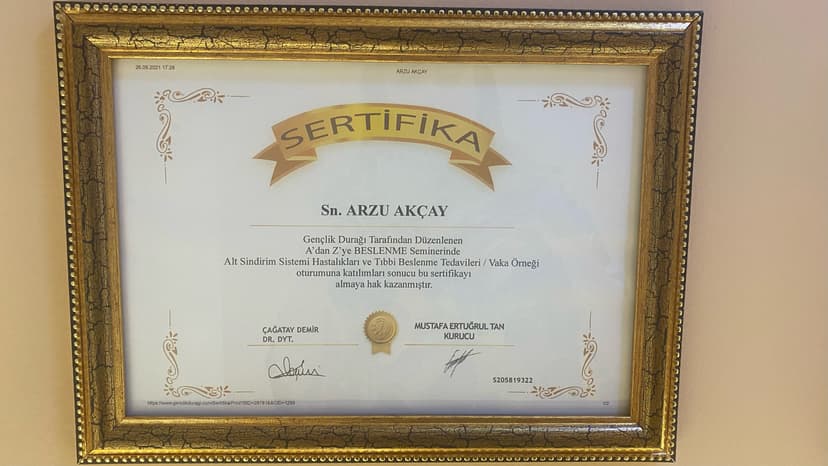 26.09.2021 17:28
ARZU AKÇAY
SERTİFİKA
Sn. ARZU AKÇAY
Gençlik Durağı Tarafından Düzenlenen
A'dan Z'ye BESLENME Seminerinde
Alt Sindirim Sistemi Hastalıkları ve Tıbbi Beslenme Tedavileri / Vaka Örneği
oturumuna katılımları sonucu bu sertifikayı
almaya hak kazanmıştır.
ÇAĞATAY DEMİR
DR. DYT.
MUSTAFA ERTUĞRUL TAN
KURUCU
S205819322